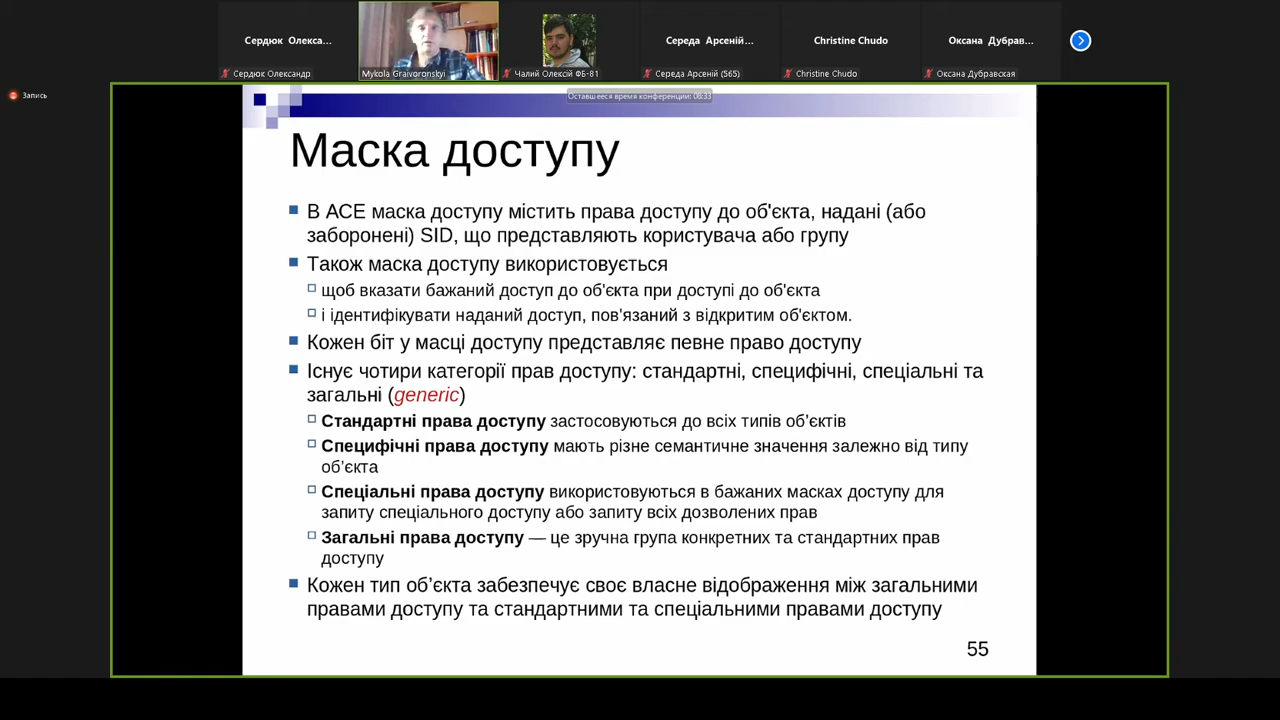 Сердюк Олекса...
Середа Арсеній...
Christine Chudo
Оксана Дубрав...
Сердюк Олександр
Mykola Graivoronskyi
Чалий Олексій ФБ-81
Середа Арсеній (565)
Christine Chudo
Оксана Дубравская
Запись
Оставшееся время конференции: 06:33
Маска доступу
В ACE маска доступу містить права доступу до об'єкта, надані (або
заборонені) SID, що представляють користувача або групу
Також маска доступу використовується
щоб вказати бажаний доступ до об'єкта при доступі до об'єкта
і ідентифікувати наданий доступ, пов'язаний з відкритим об'єктом.
Кожен біт у масці доступу представляє певне право доступу
Існує чотири категорії прав доступу: стандартні, специфічні, спеціальні та
загальні (generic)
Стандартні права доступу застосовуються до всіх типів об’єктів
Специфічні права доступу мають різне семантичне значення залежно від типу
об’єкта
Спеціальні права доступу використовуються в бажаних масках доступу для
запиту спеціального доступу або запиту всіх дозволених прав
Загальні права доступу — це зручна група конкретних та стандартних прав
доступу
Кожен тип об’єкта забезпечує своє власне відображення між загальними
правами доступу та стандартними та спеціальними правами доступу
55